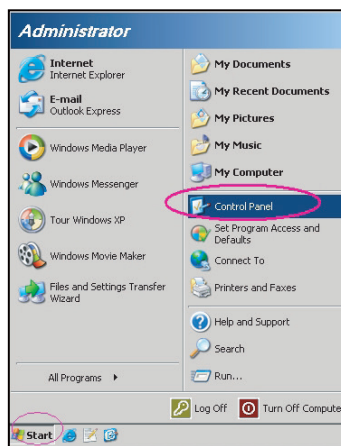 Administrator
Internet
Internet Explorer
E-mail
Outlook Express
Windows Media Player
Windows Messenger
Tour Windows XP
Windows Movie Maker
Files and Settings Transfer
Wizard
All Programs
My Documents
My Recent Documents
My Pictures
My Music
My Computer
Control Panel
Set Program Access and
Defaults
Connect To
Printers and Faxes
Help and Support
Search
Run...
Log Off
Turn Off Compute
Start